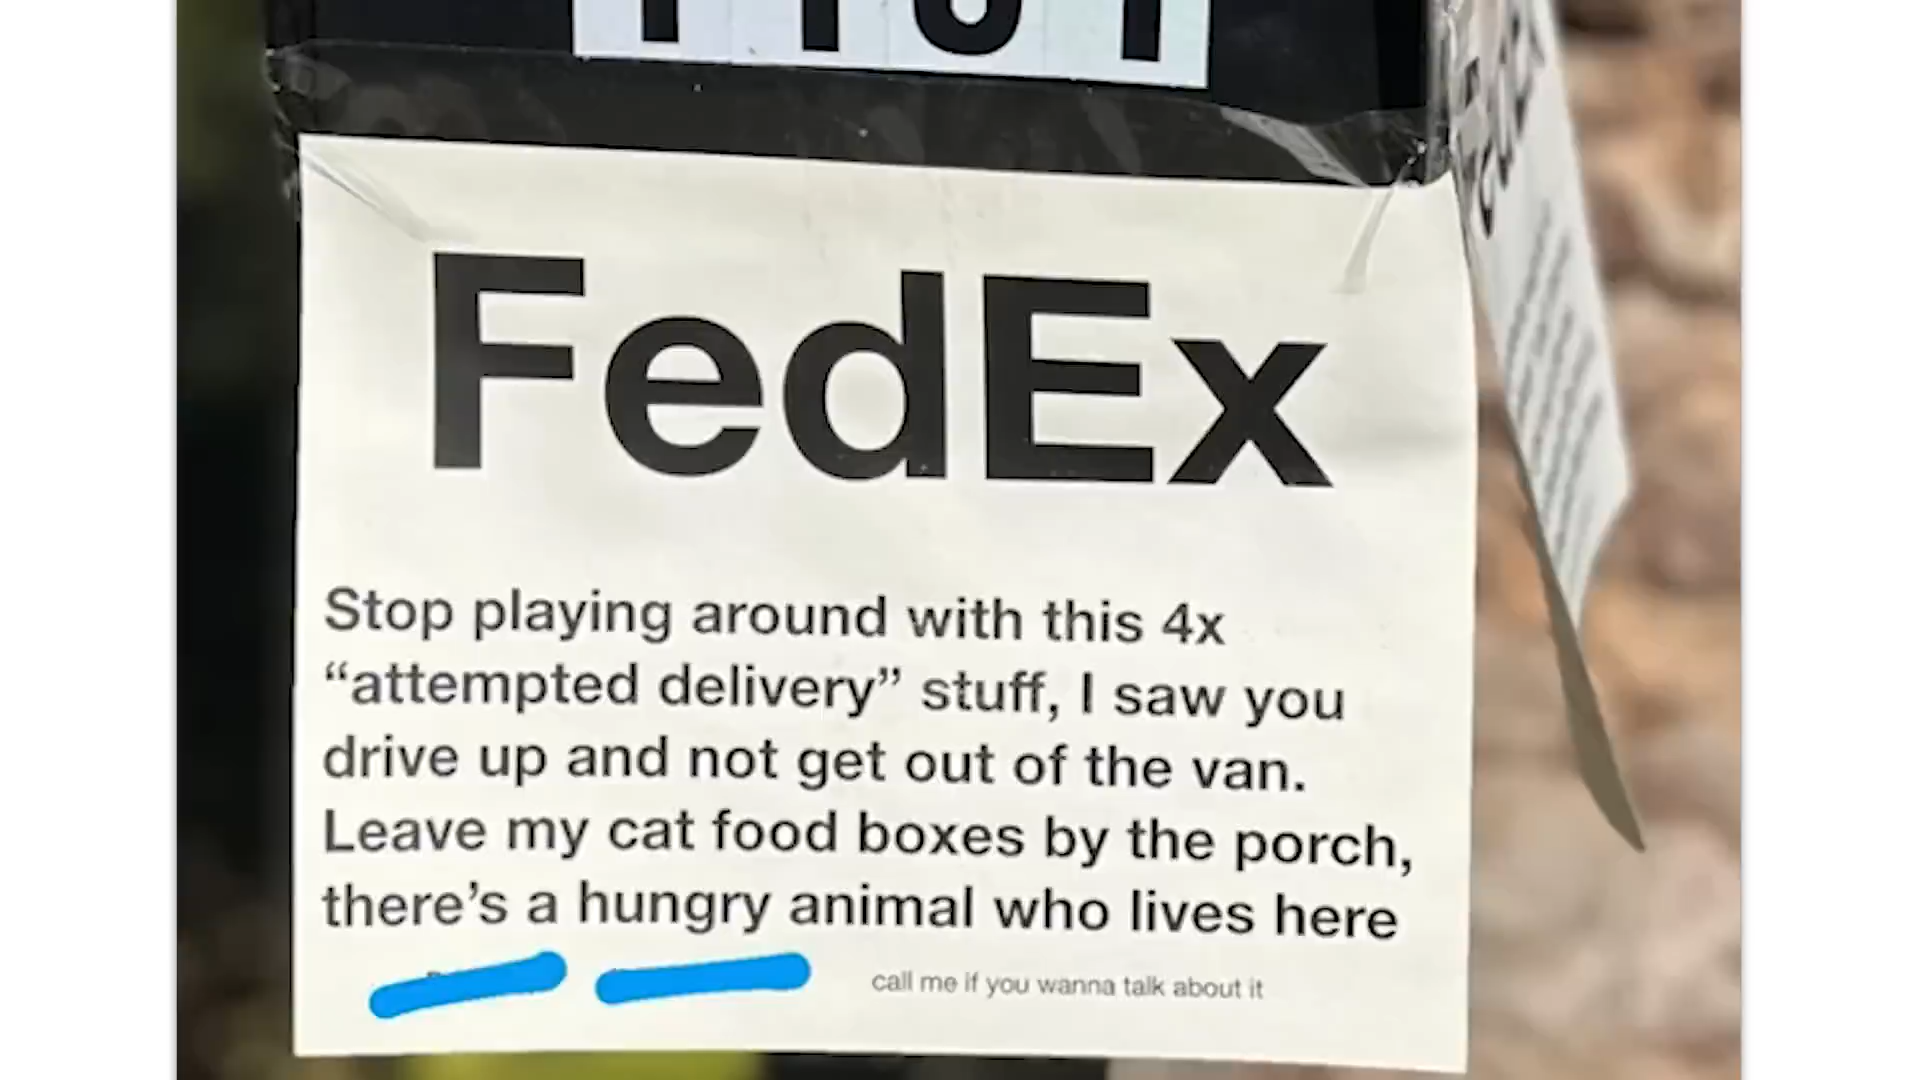 FedEx
Stop playing around with this 4x
“attempted delivery” stuff, I saw you
drive up and not get out of the van.
Leave my cat food boxes by the porch,
there’s a hungry animal who lives here
call me if you wanna talk about it